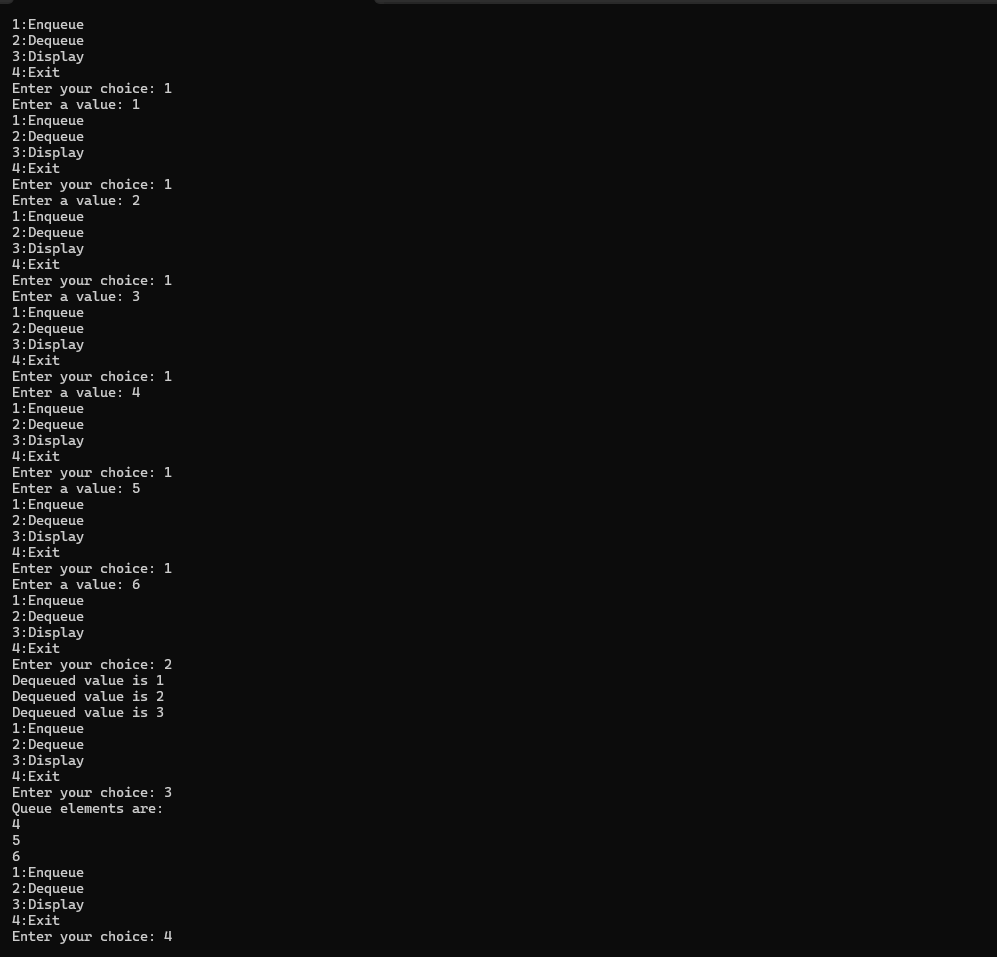 1:Enqueue
2:Dequeue
3:Display
4:Exit
Enter your choice: 1
Enter a value: 1
1:Enqueue
2:Dequeue
3:Display
4:Exit
Enter your choice: 1
Enter a value: 2
1:Enqueue
2:Dequeue
3:Display
4:Exit
Enter your choice: 1
Enter a value: 3
1:Enqueue
2:Dequeue
3:Display
4:Exit
Enter your choice: 1
Enter a value: 4
1:Enqueue
2:Dequeue
3:Display
4:Exit
Enter your choice: 1
Enter a value: 5
1:Enqueue
2:Dequeue
3:Display
4:Exit
Enter your choice: 1
Enter a value: 6
1:Enqueue
2:Dequeue
3:Display
4:Exit
Enter your choice: 2
Dequeued value is 1
Dequeued value is 2
Dequeued value is 3
1:Enqueue
2:Dequeue
3:Display
4:Exit
Enter your choice: 3
Queue elements are:
4
5
6
1:Enqueue
2:Dequeue
3:Display
4:Exit
Enter your choice: 4